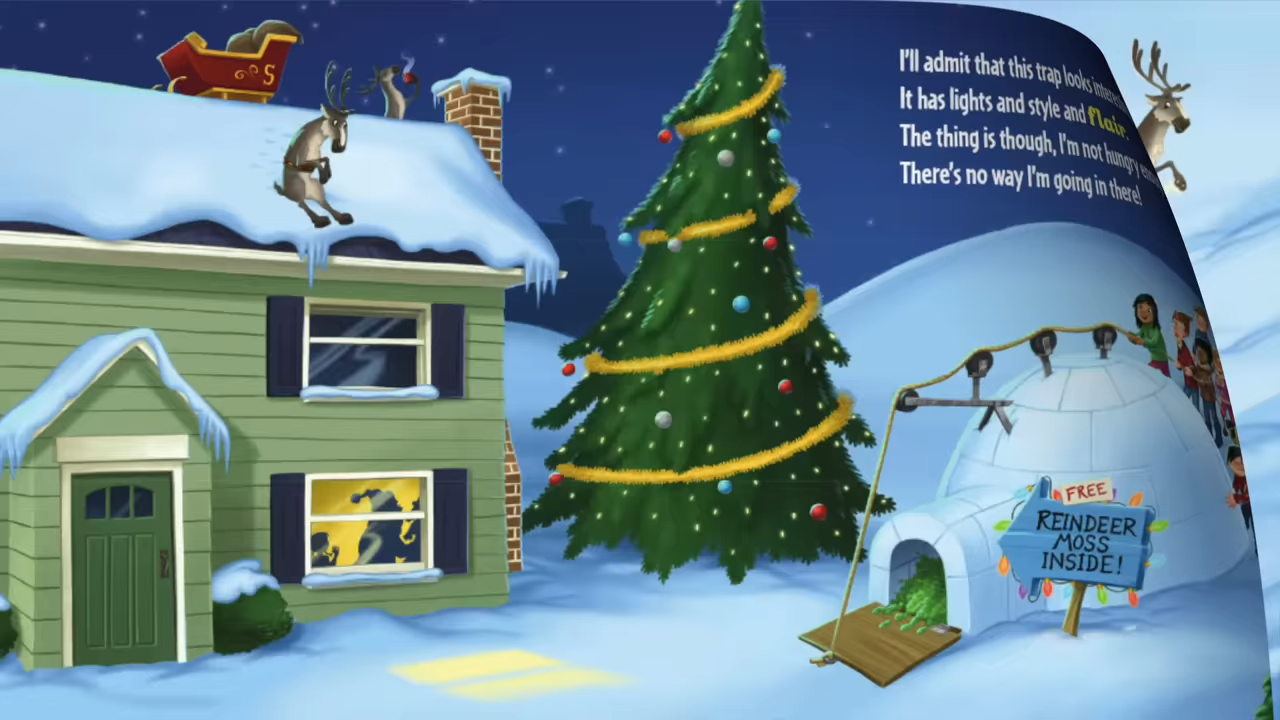 I'll admit that this trap looks
It has lights and style and flair.
The thing is though, I'm not hungry
There's no way I'm going in there!
S
FREE
REINDEER
MOSS
INSIDE!